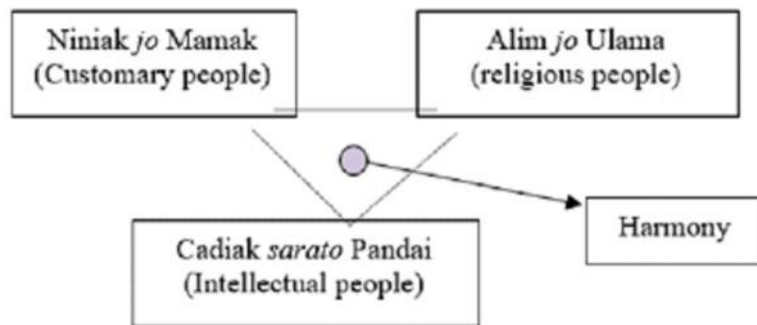 Niniak jo Mamak
(Customary people)
Alim jo Ulama
(religious people)
Harmony
Cadiak sarato Pandai
(Intellectual people)